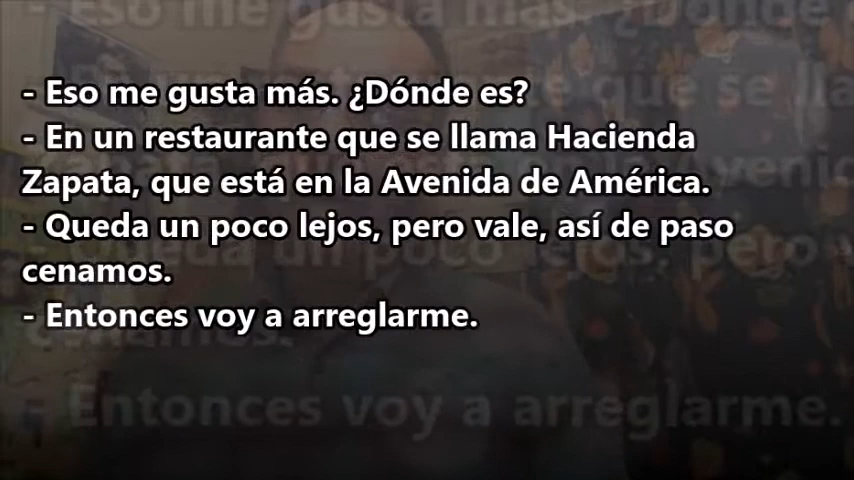 - Eso me gusta más. ¿Dónde es?
- En un restaurante que se llama Hacienda
Zapata, que está en la Avenida de América.
- Queda un poco lejos, pero vale, así de paso
cenamos.
- Entonces voy a arreglarme.